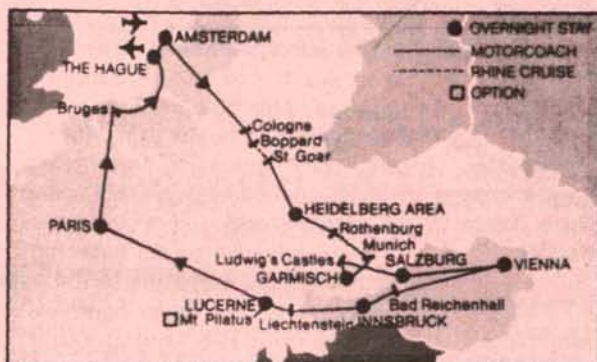 AMSTERDAM
THE HAGUE
Bruges
OVERNIGHT STAY
MOTORCOACH
RHINE CRUISE
OPTION
Cologne
Boppard
St Goar
HEIDELBERG AREA
PARIS
Rothenburg
Munich
Ludwig's Castles
SALZBURG
VIENNA
GARMISCH
LUCERNE
Bad Reichenhall
Mt Pilatus
Liechtenstein
INNSBRUCK